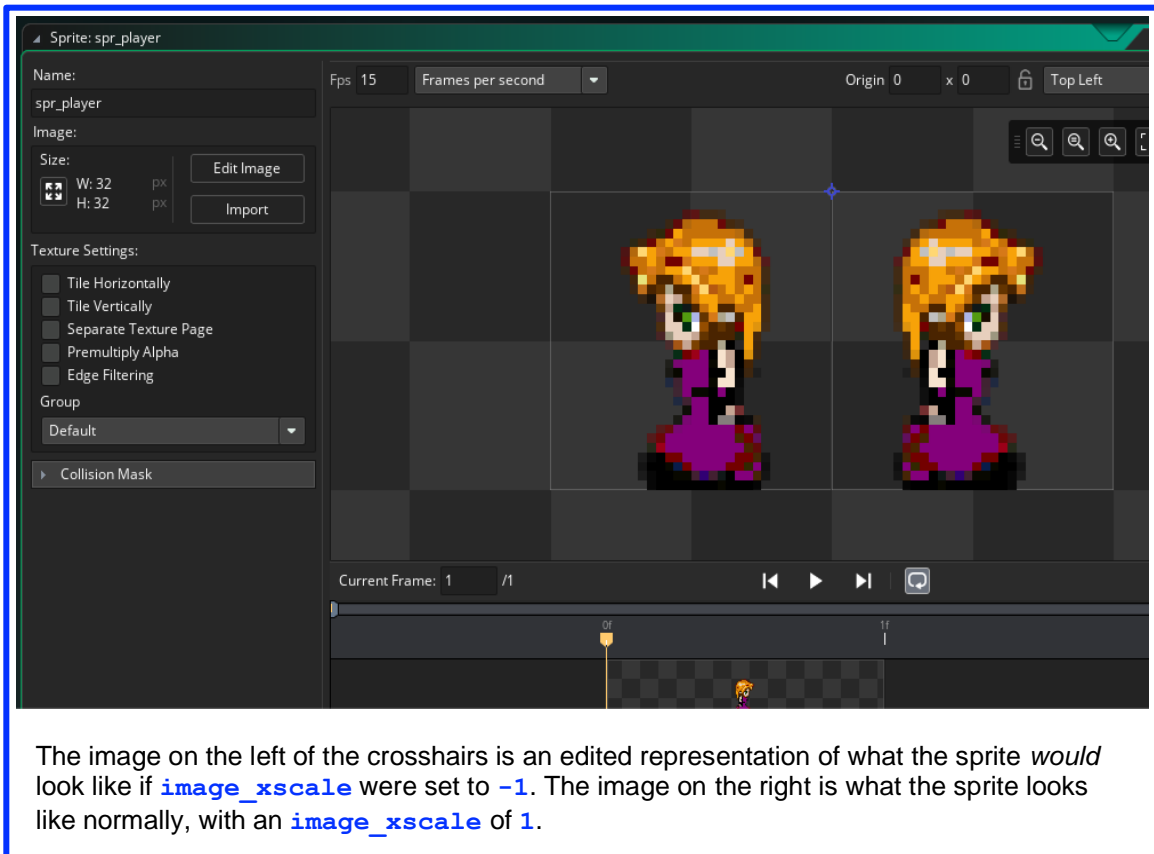 Sprite: spr_player
Name:
spr_player
Image:
Size:
W: 32 px
H: 32 px
Edit Image
Import
Texture Settings:
Tile Horizontally
Tile Vertically
Separate Texture Page
Premultiply Alpha
Edge Filtering
Group
Default
Collision Mask
Fps 15 Frames per second Origin 0 x 0 Top Left
Current Frame: 1 /1
0f 1f
The image on the left of the crosshairs is an edited representation of what the sprite would
look like if image_xscale were set to -1. The image on the right is what the sprite looks
like normally, with an image_xscale of 1.